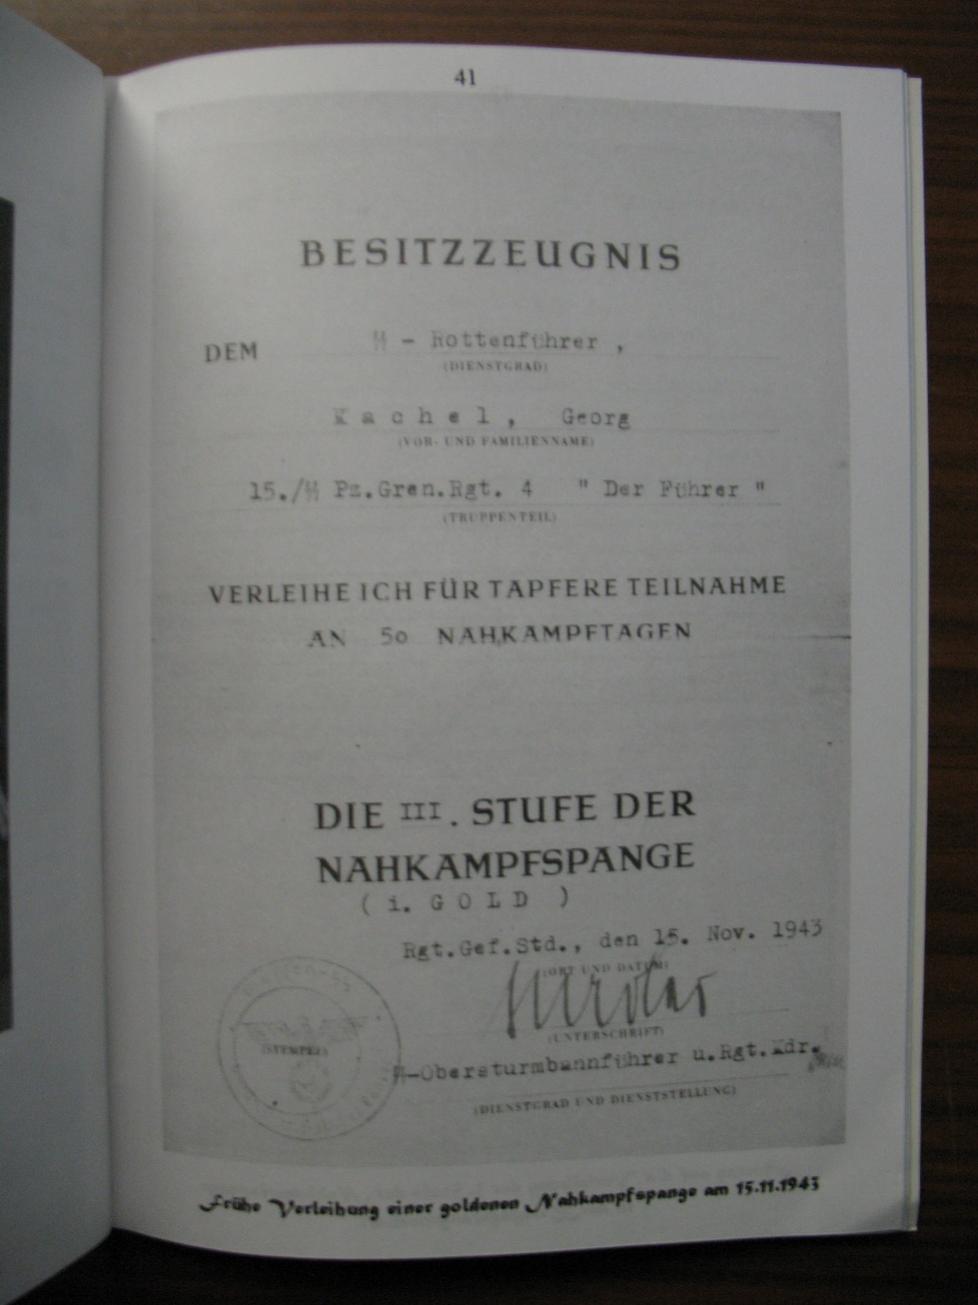 41
BESITZZEUGNIS
DEM ᛋᛋ - Rottenführer ,
(DIENSTGRAD)
K a c h e l , Georg
(VOR- UND FAMILIENNAME)
15./ᛋᛋ Pz.Gren.Rgt. 4 " Der Führer "
(TRUPPENTEIL)
VERLEIHE ICH FÜR TAPFERE TEILNAHME
AN 50 NAHKAMPFTAGEN
DIE III. STUFE DER
NAHKAMPFSPANGE
( i. G O L D )
Rgt.Gef.Std., den 15. Nov. 1943
(ORT UND DATUM)
(UNTERSCHRIFT)
(STEMPEL)
ᛋᛋ-Obersturmbannführer u.Rgt.Kdr.
(DIENSTGRAD UND DIENSTSTELLUNG)
Frühe Verleihung einer goldenen Nahkampfspange am 15.11.1943